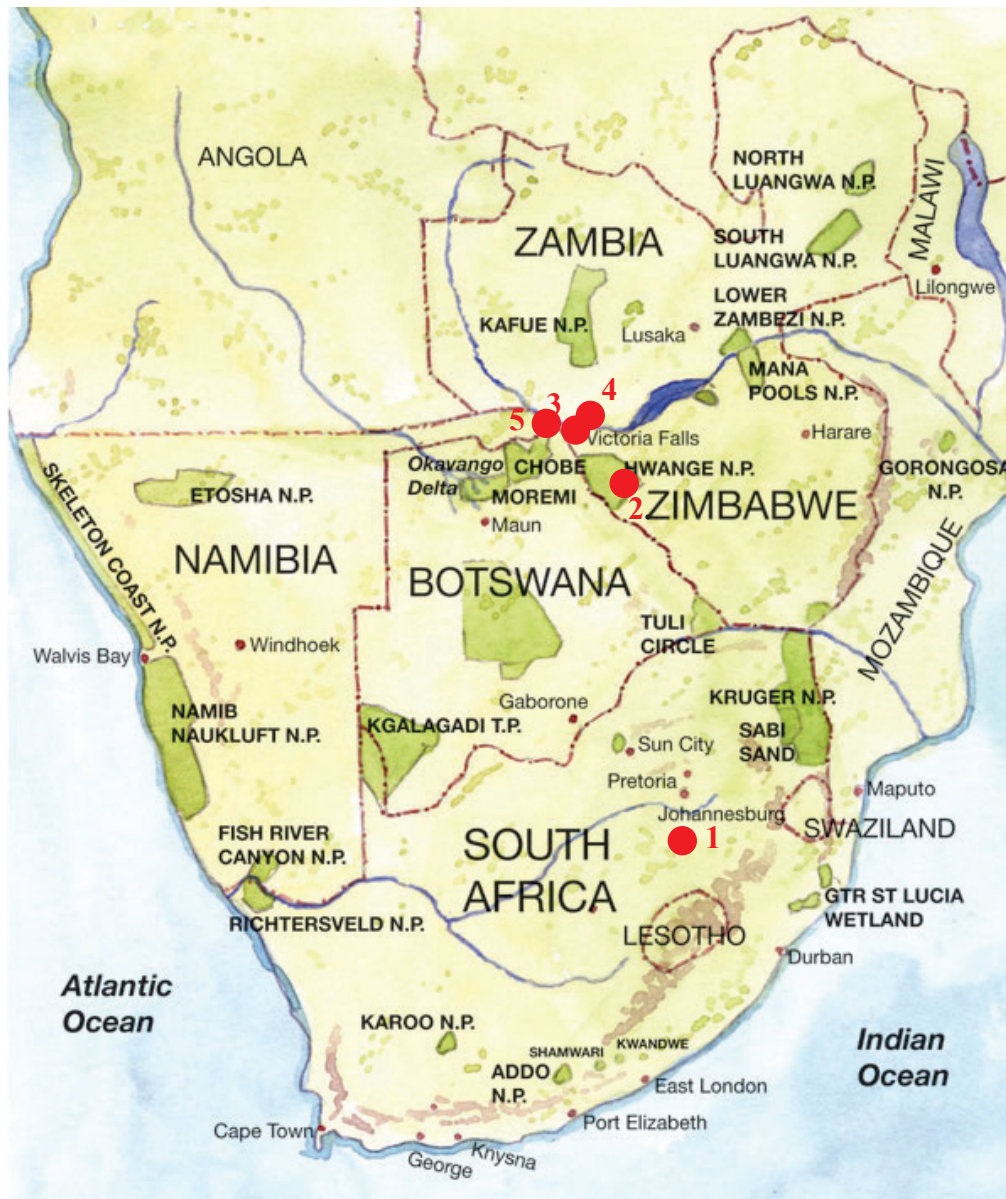 ANGOLA
NORTH
LUANGWA N.P.
MALAWI
ZAMBIA
SOUTH
LUANGWA N.P.
Lilongwe
LOWER
ZAMBEZI N.P.
KAFUE N.P.
Lusaka
MANA
POOLS N.P.
5
3
4
Victoria Falls
Harare
Okavango
Delta
CHOBE
HWANGE N.P.
GORONGOSA
N.P.
ETOSHA N.P.
MOREMI
2
ZIMBABWE
Maun
SKELETON COAST N.P.
NAMIBIA
BOTSWANA
MOZAMBIQUE
TULI
CIRCLE
Walvis Bay
Windhoek
NAMIB
NAUKLUFT N.P.
KGALAGADI T.P.
Gaborone
KRUGER N.P.
SABI
SAND
Sun City
Pretoria
Maputo
Johannesburg
SWAZILAND
1
FISH RIVER
CANYON N.P.
SOUTH
AFRICA
RICHTERSVELD N.P.
GTR ST LUCIA
WETLAND
LESOTHO
Durban
Atlantic
Ocean
KAROO N.P.
SHAMWARI
KWANDWE
ADDO
N.P.
Indian
Ocean
East London
Port Elizabeth
Cape Town
George
Knysna